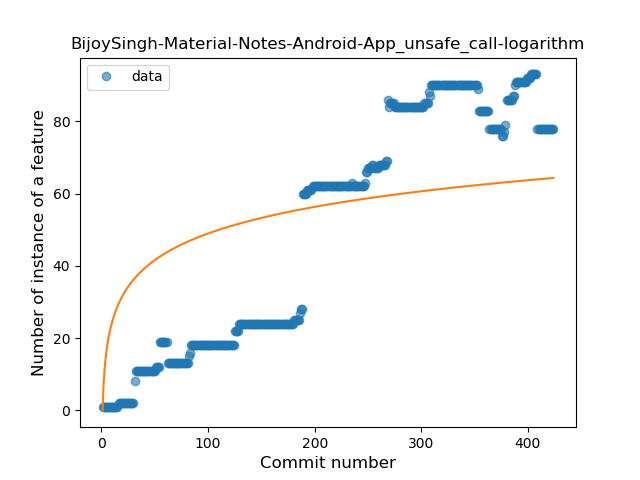 BijoySingh-Material-Notes-Android-App_unsafe_call-logarithm
data
Number of instance of a feature
80
60
40
20
0
0 100 200 300 400
Commit number